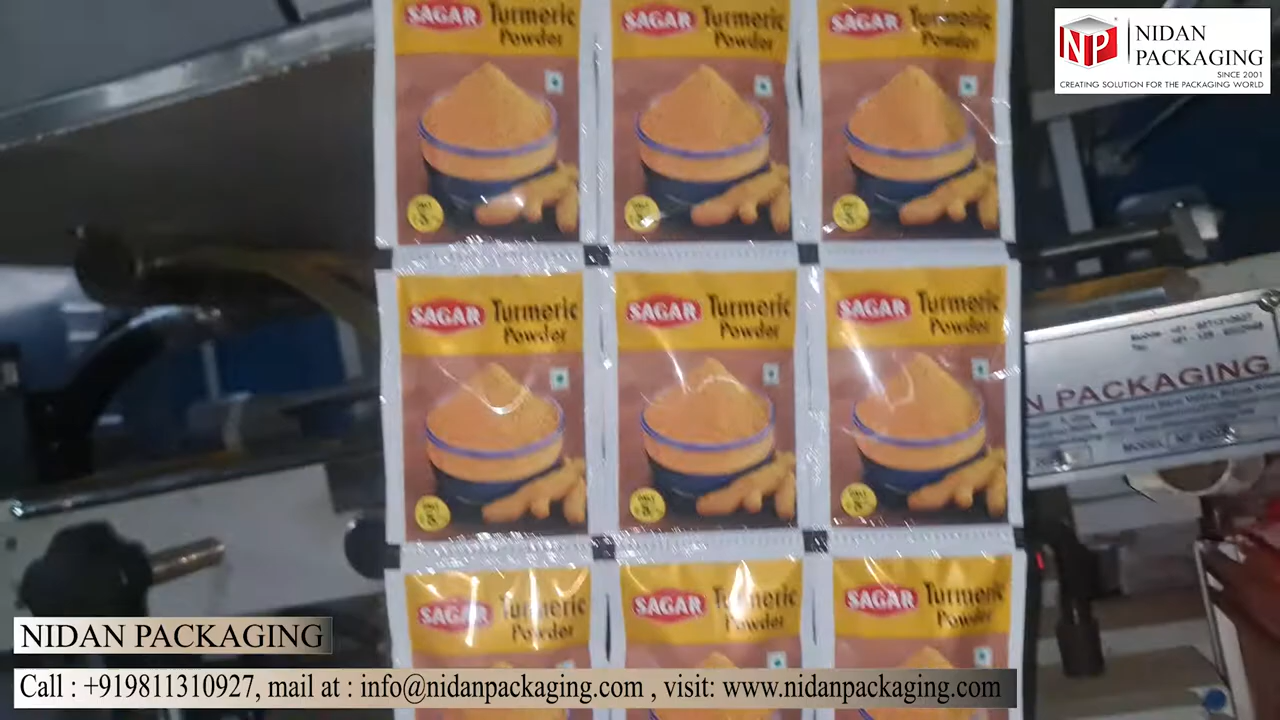 SAGAR Turmeric Powder
SAGAR Turmeric Powder
SAGAR Turmeric Powder
NP
NIDAN
PACKAGING
SINCE 2001
CREATING SOLUTION FOR THE PACKAGING WORLD
SAGAR Turmeric Powder
SAGAR Turmeric Powder
SAGAR Turmeric Powder
N PACKAGING
MODEL
SAGAR Turmeric Powder
SAGAR Turmeric Powder
SAGAR Turmeric Powder
NIDAN PACKAGING
Call : +919811310927, mail at : info@nidanpackaging.com , visit: www.nidanpackaging.com